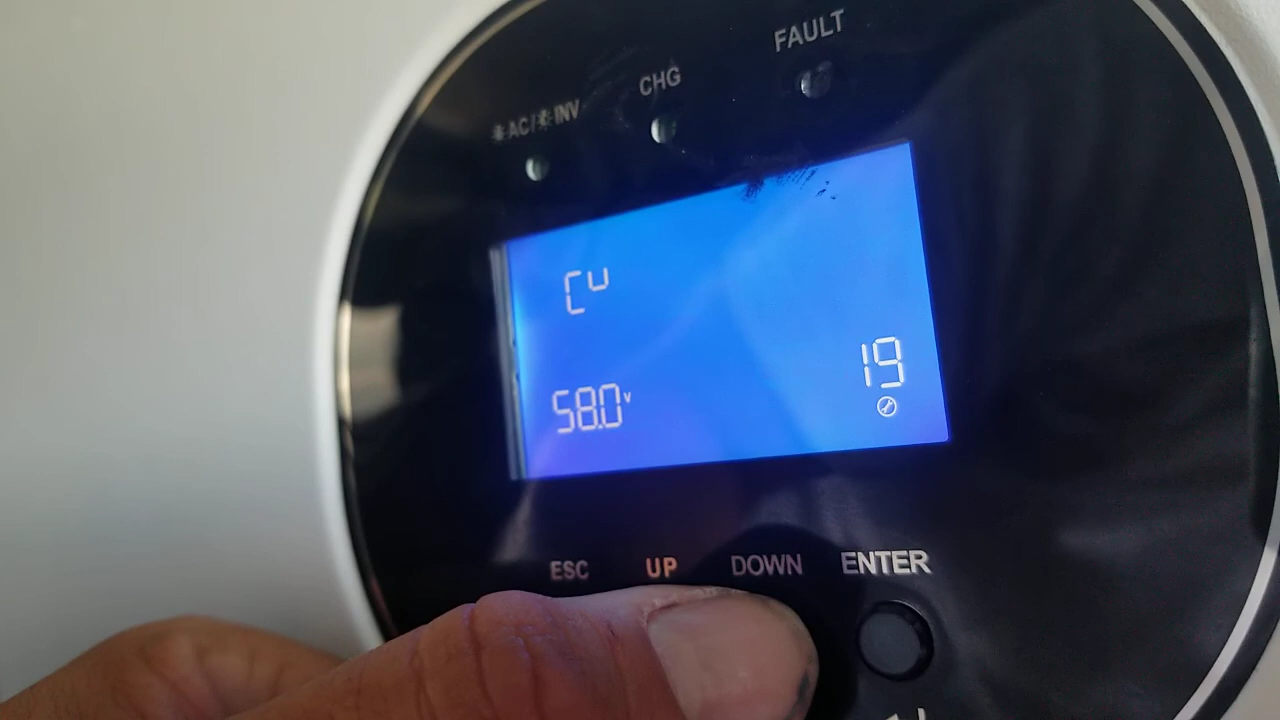 FAULT
CHG
☀AC/☀INV
CU
58.0v
19
ESC UP DOWN ENTER